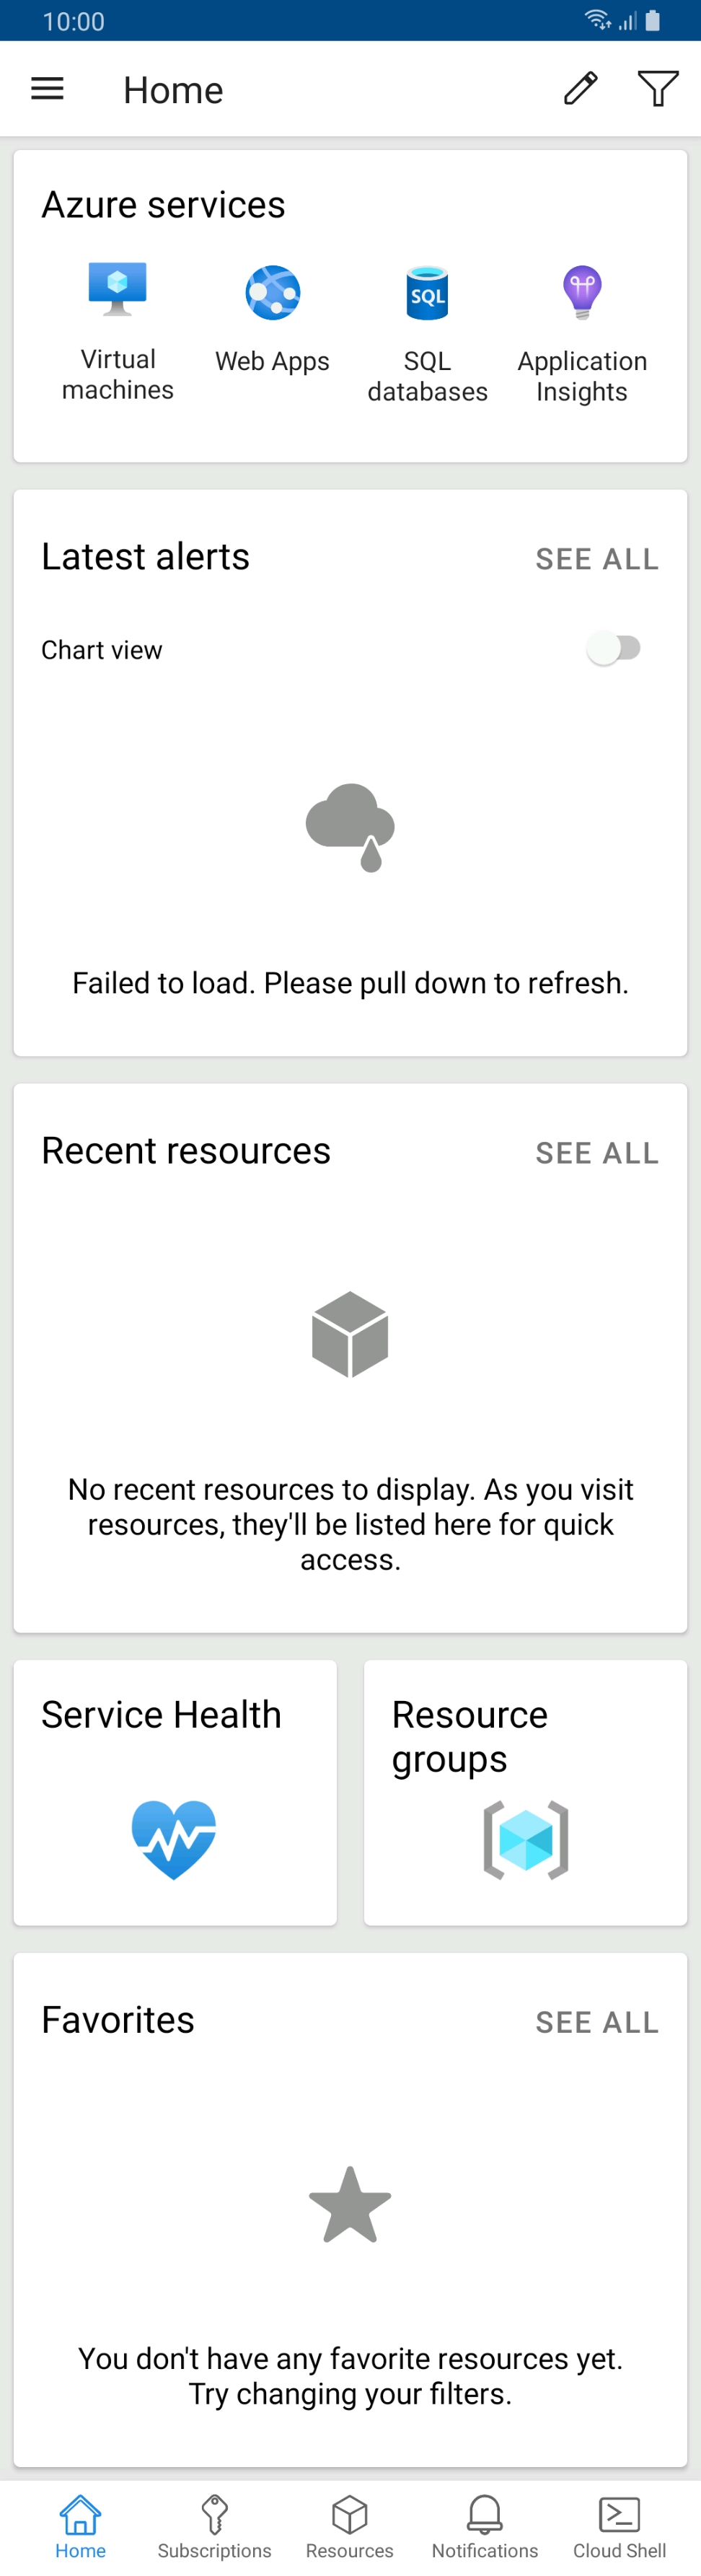 10:00
Home
Azure services
Virtual
machines
Web Apps
SQL
SQL
databases
Application
Insights
Latest alerts
SEE ALL
Chart view
Failed to load. Please pull down to refresh.
Recent resources
SEE ALL
No recent resources to display. As you visit
resources, they'll be listed here for quick
access.
Service Health
Resource
groups
Favorites
SEE ALL
You don't have any favorite resources yet.
Try changing your filters.
Home
Subscriptions
Resources
Notifications
Cloud Shell